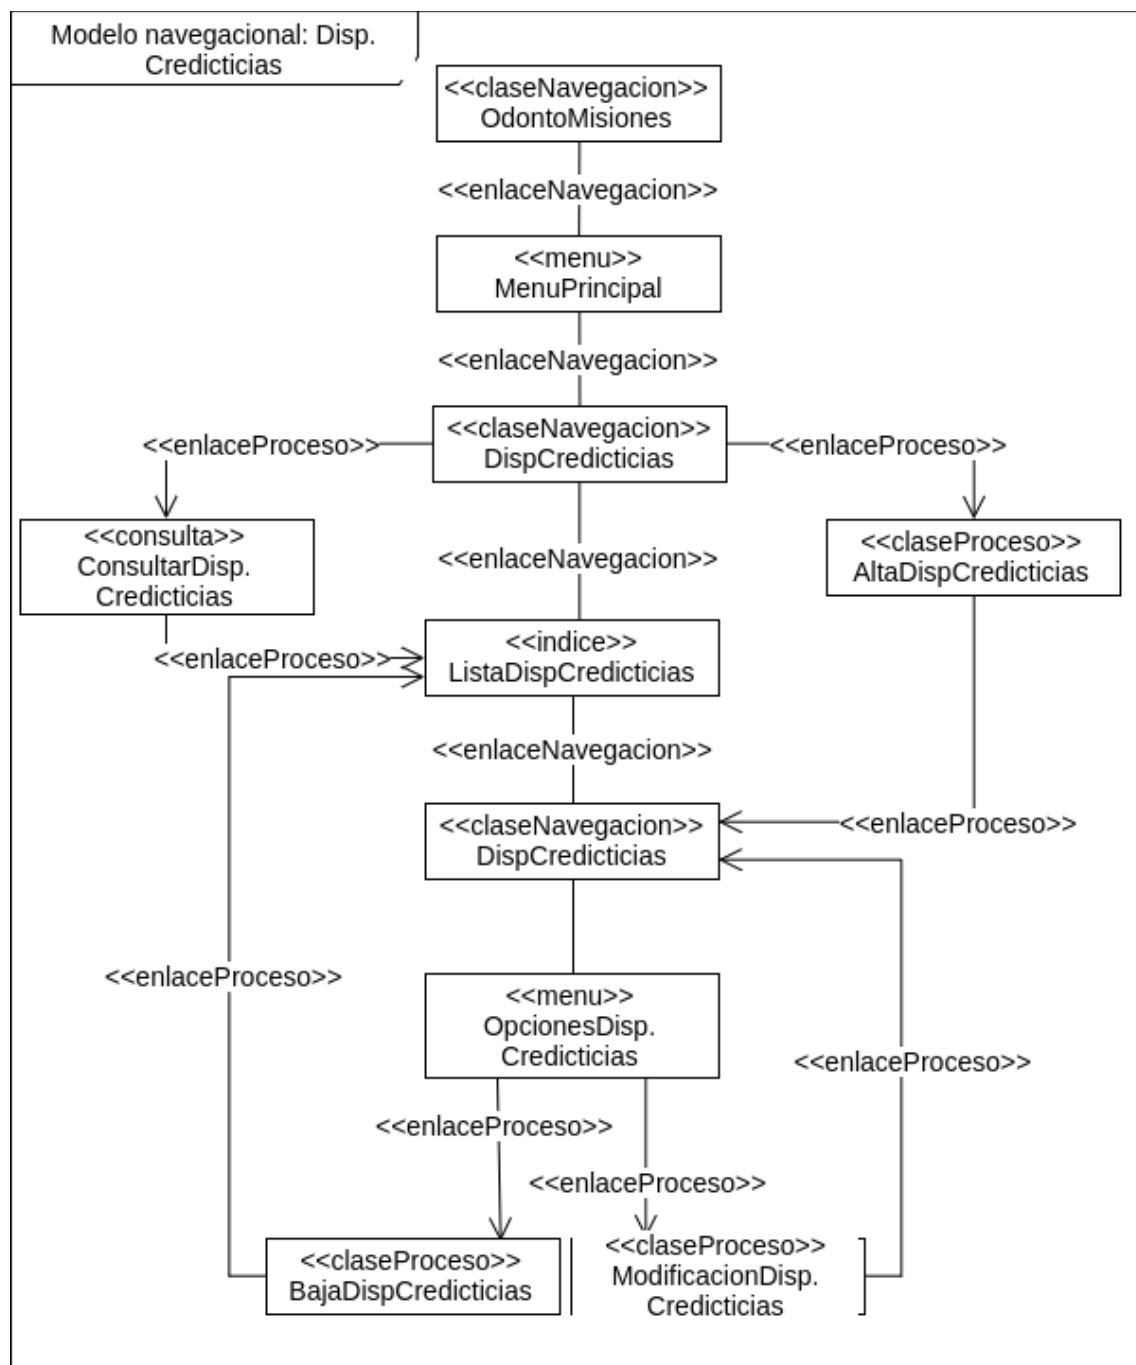 Modelo navegacional: Disp.
Credicticias
<<claseNavegacion>>
OdontoMisiones
<<enlaceNavegacion>>
<<menu>>
MenuPrincipal
<<enlaceNavegacion>>
<<claseNavegacion>>
DispCredicticias
<<enlaceProceso>>
<<enlaceProceso>>
<<consulta>>
ConsultarDisp.
Credicticias
<<enlaceNavegacion>>
<<claseProceso>>
AltaDispCredicticias
<<enlaceProceso>>
<<indice>>
ListaDispCredicticias
<<enlaceNavegacion>>
<<claseNavegacion>>
DispCredicticias
<<enlaceProceso>>
<<enlaceProceso>>
<<menu>>
OpcionesDisp.
Credicticias
<<enlaceProceso>>
<<enlaceProceso>>
<<enlaceProceso>>
<<claseProceso>>
BajaDispCredicticias
<<claseProceso>>
ModificacionDisp.
Credicticias